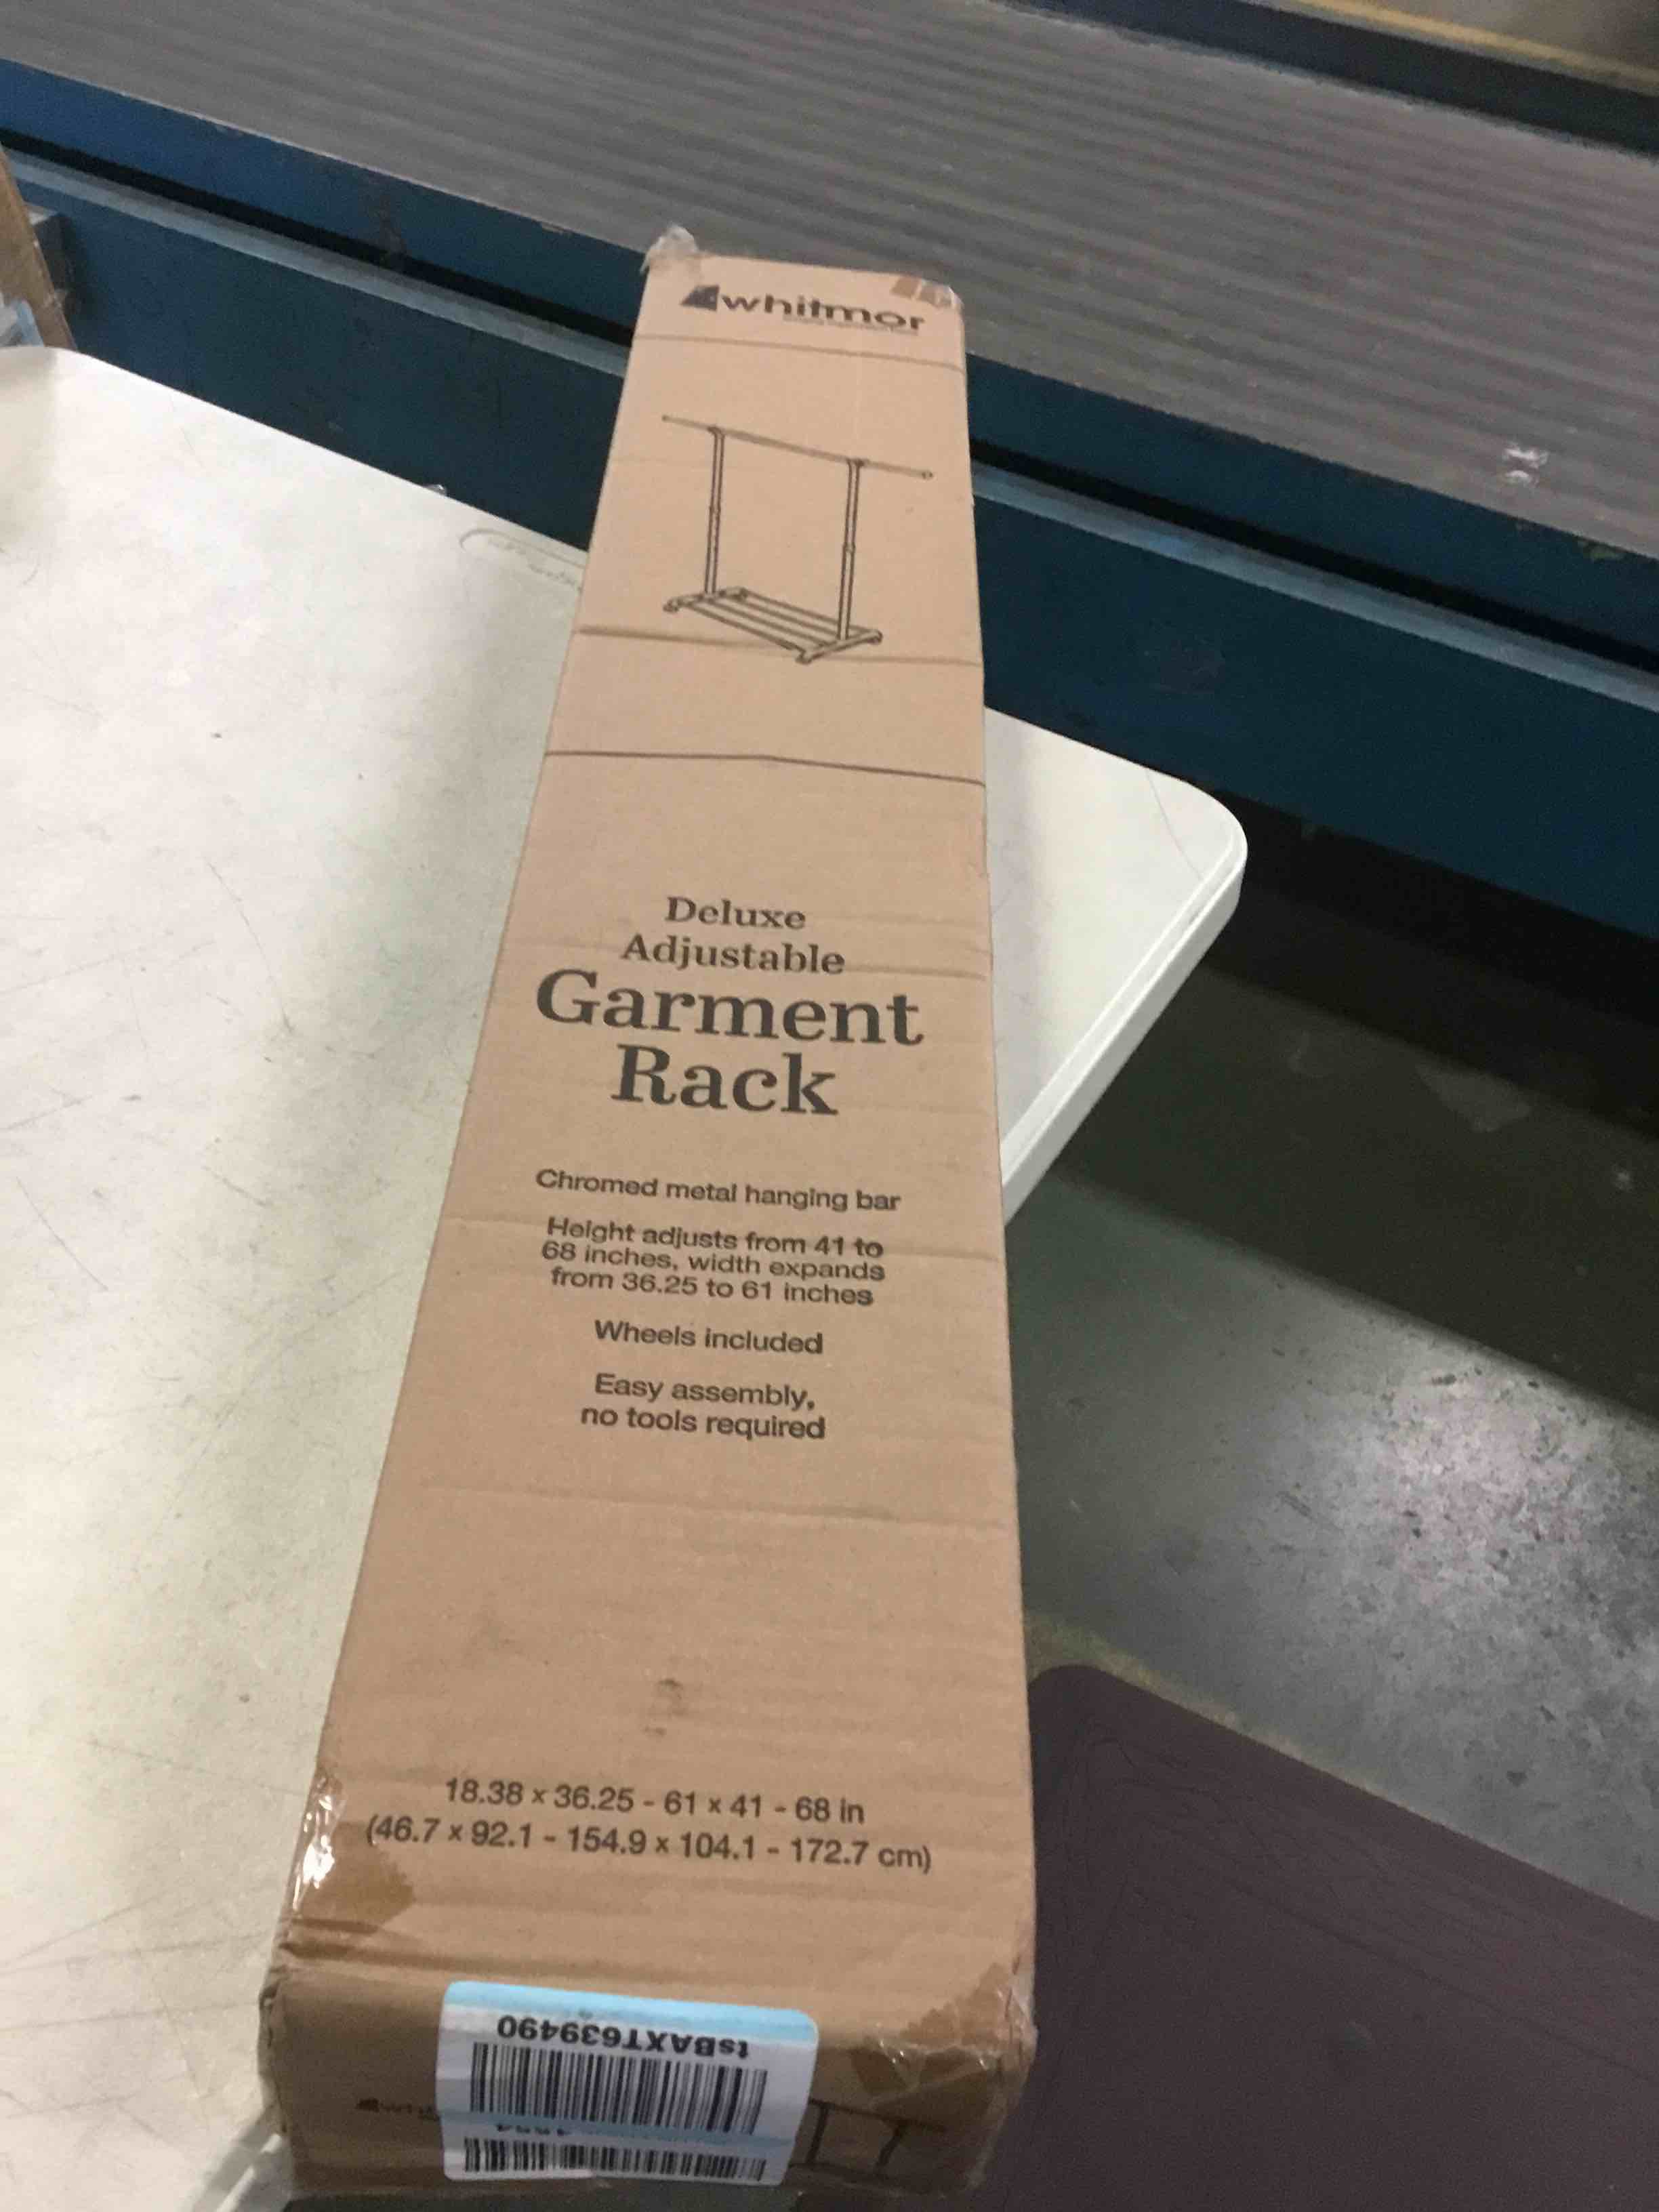 whitmor
Deluxe
Adjustable
Garment
Rack
Chromed metal hanging bar
Height adjusts from 41 to
68 inches, width expands
from 36.25 to 61 inches
Wheels included
Easy assembly,
no tools required
18.38 x 36.25 - 61 x 41 - 68 in
(46.7 x 92.1 - 154.9 x 104.1 - 172.7 cm)
tsBAXT639490